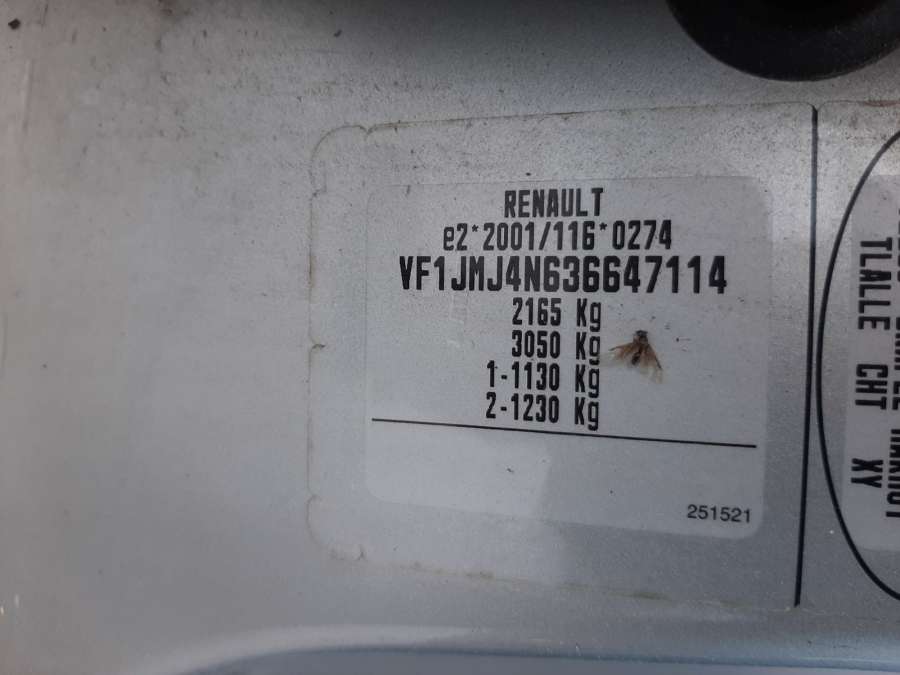 RENAULT
e2*2001/116*0274
VF1JMJ4N636647114
2165 Kg
3050 Kg
1-1130 Kg
2-1230 Kg
251521
TLALLE CHT XY